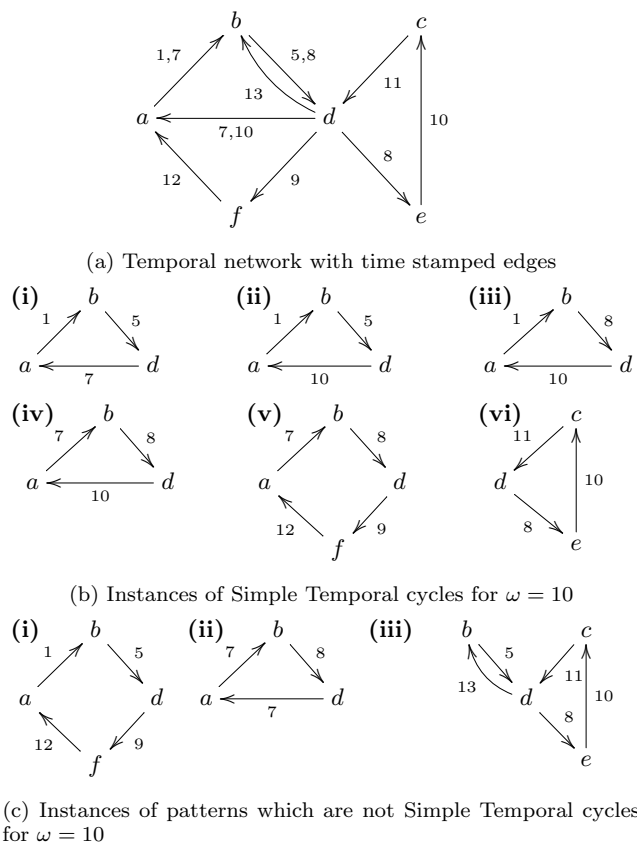 b c
1,7 5,8
13 11
a d
7,10 10
8
12 9
f e
(a) Temporal network with time stamped edges
(i) b (ii) b (iii) b
1 5 1 5 1 8
a d a d a d
7 10 10
(iv) b (v) b (vi) c
7 8 7 8 11
a d a d d
10 10
12 9 8
f e
(b) Instances of Simple Temporal cycles for ω = 10
(i) b (ii) b (iii) b c
1 5 7 8 5
13 11
a d a d d
7 10
12 9 8
f e
(c) Instances of patterns which are not Simple Temporal cycles
for ω = 10